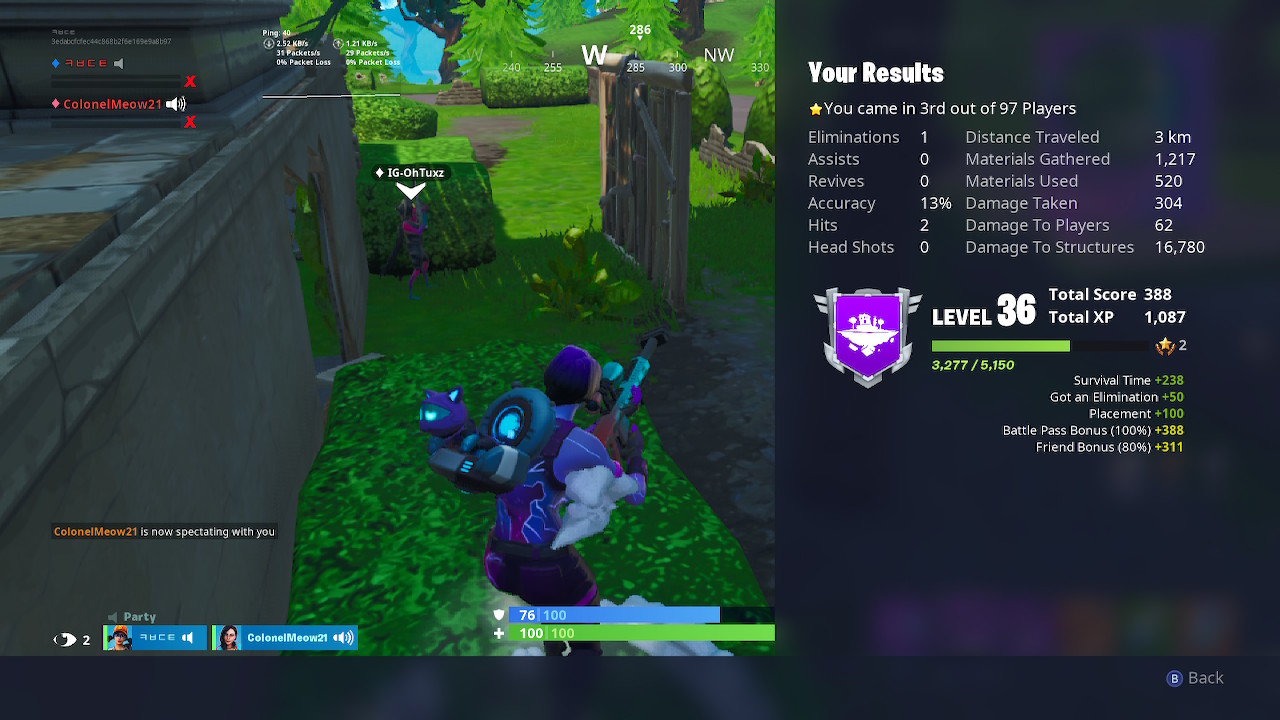 ㅋㅂㄷE
3edabdfcfec44c868b2f8e169e9a8b97
ㅋㅂㄷE
X
ColonelMeow21
X
Ping: 40
2.52 KB/s 1.21 KB/s
31 Packets/s 29 Packets/s
0% Packet Loss 0% Packet Loss
286
W W NW
240 255 285 300 330
IG-OhTuxz
ColonelMeow21 is now spectating with you
Party
2 ㅋㅂㄷE ColonelMeow21
76 | 100
100 | 100
Your Results
You came in 3rd out of 97 Players
Eliminations 1 Distance Traveled 3 km
Assists 0 Materials Gathered 1,217
Revives 0 Materials Used 520
Accuracy 13% Damage Taken 304
Hits 2 Damage To Players 62
Head Shots 0 Damage To Structures 16,780
LEVEL 36
Total Score 388
Total XP 1,087
2
3,277 / 5,150
Survival Time +238
Got an Elimination +50
Placement +100
Battle Pass Bonus (100%) +388
Friend Bonus (80%) +311
B Back